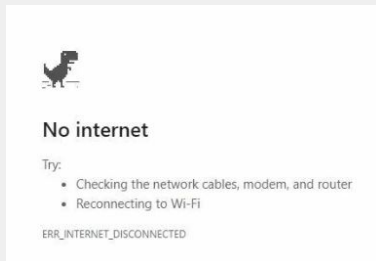 No internet
Try:
• Checking the network cables, modem, and router
• Reconnecting to Wi-Fi
ERR_INTERNET_DISCONNECTED